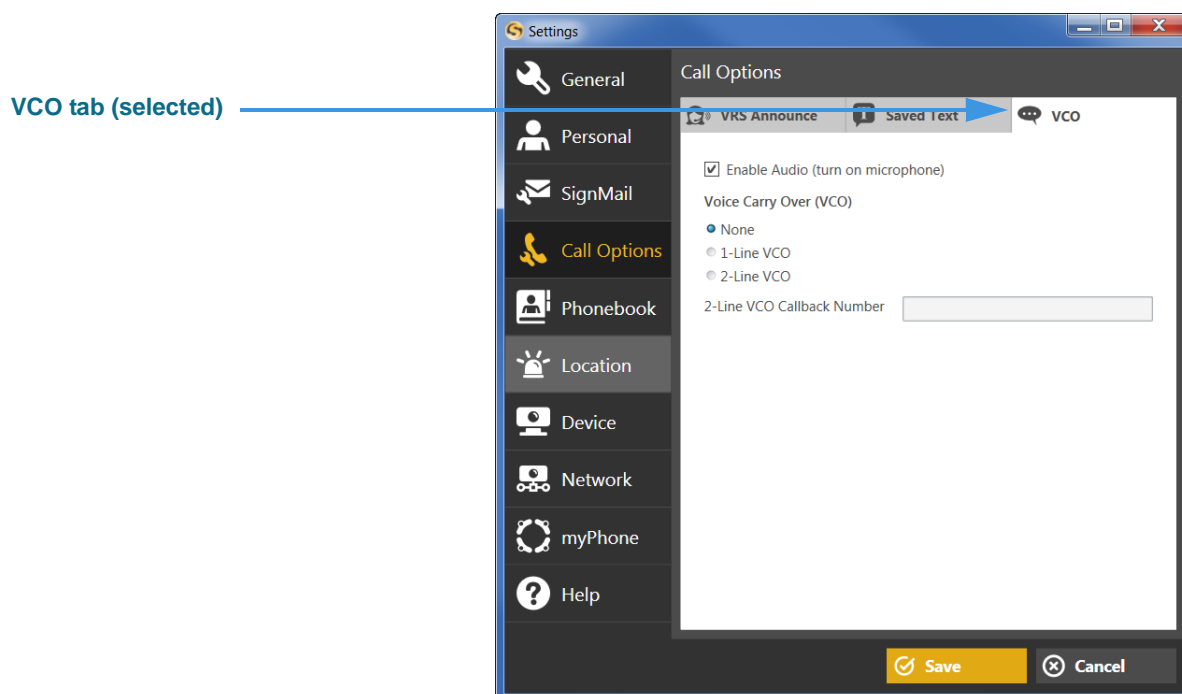 Settings
VCO tab (selected)
General
Personal
SignMail
Call Options
Phonebook
Location
Device
Network
myPhone
Help
Call Options
VRS Announce
Saved Text
VCO
Enable Audio (turn on microphone)
Voice Carry Over (VCO)
None
1-Line VCO
2-Line VCO
2-Line VCO Callback Number
Save
Cancel